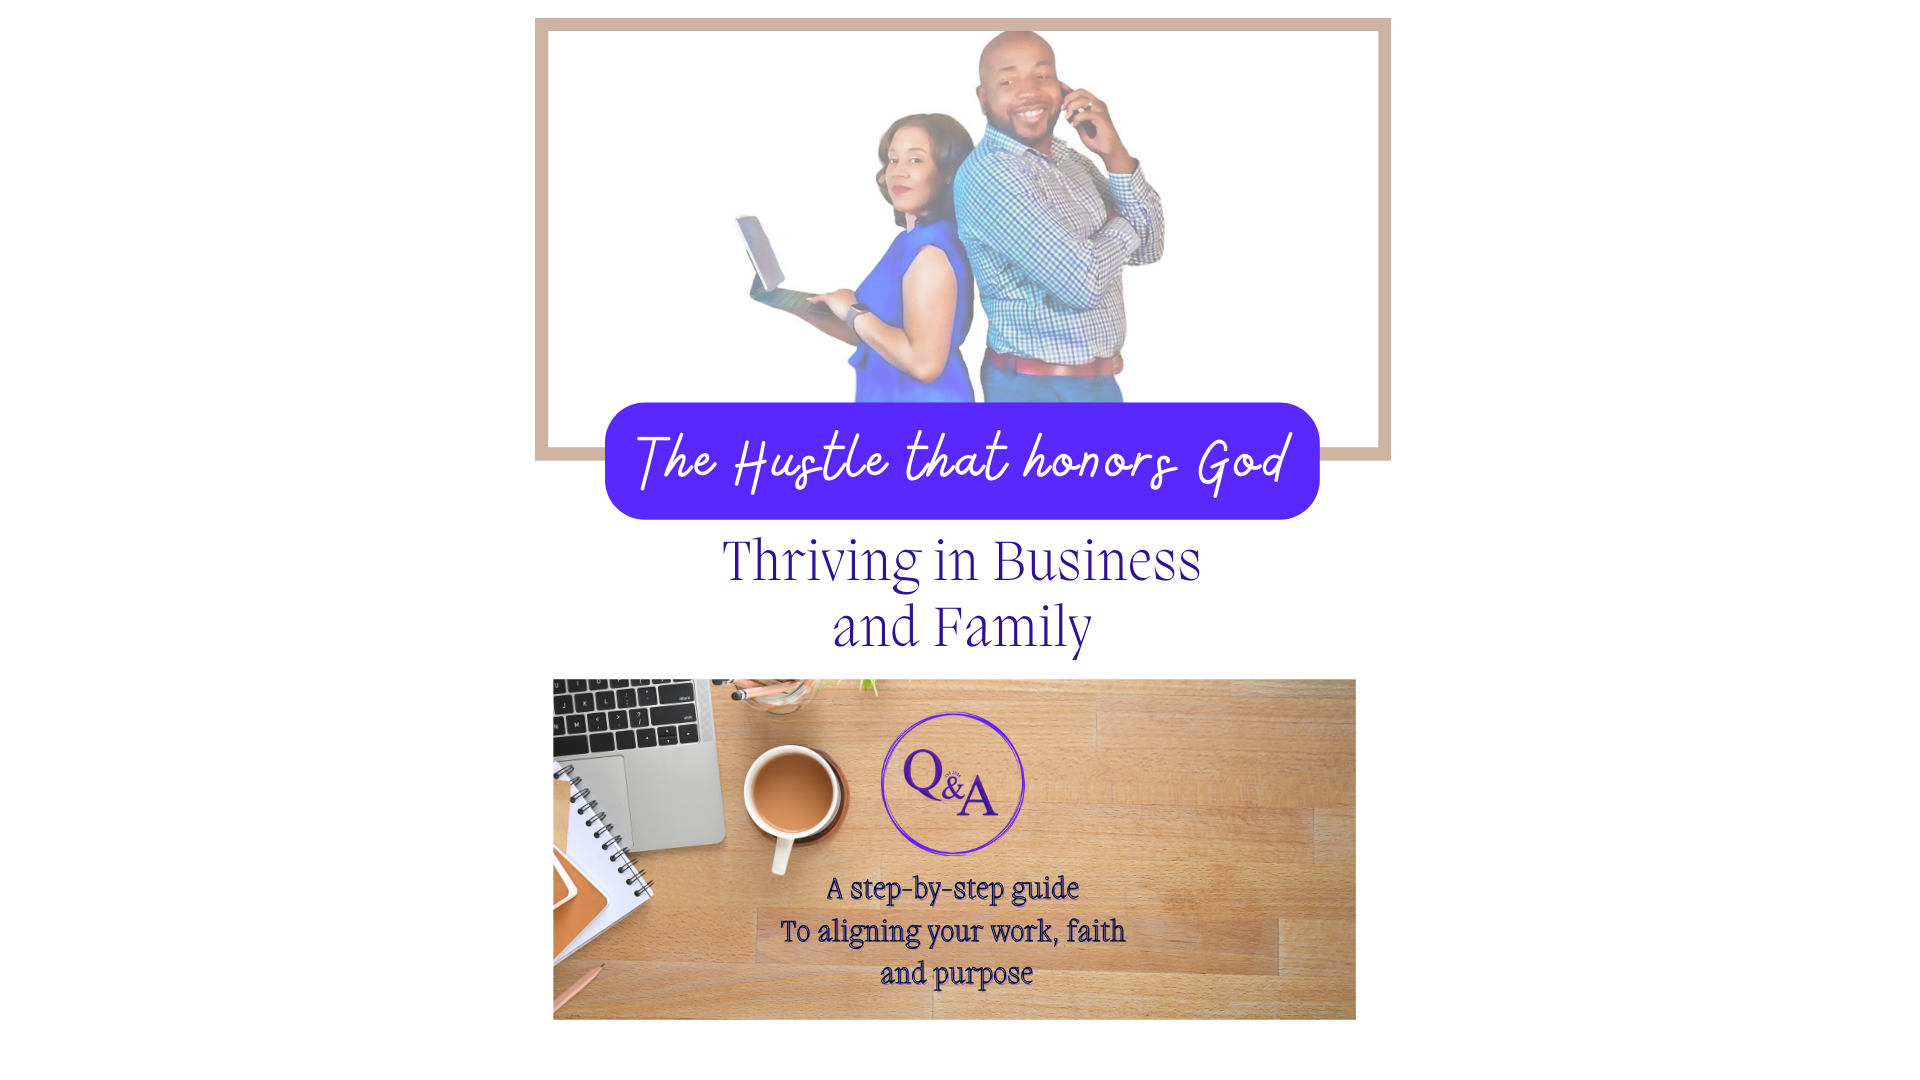 The Hustle that honors God
Thriving in Business
and Family
Q&A
A step-by-step guide
To aligning your work, faith
and purpose